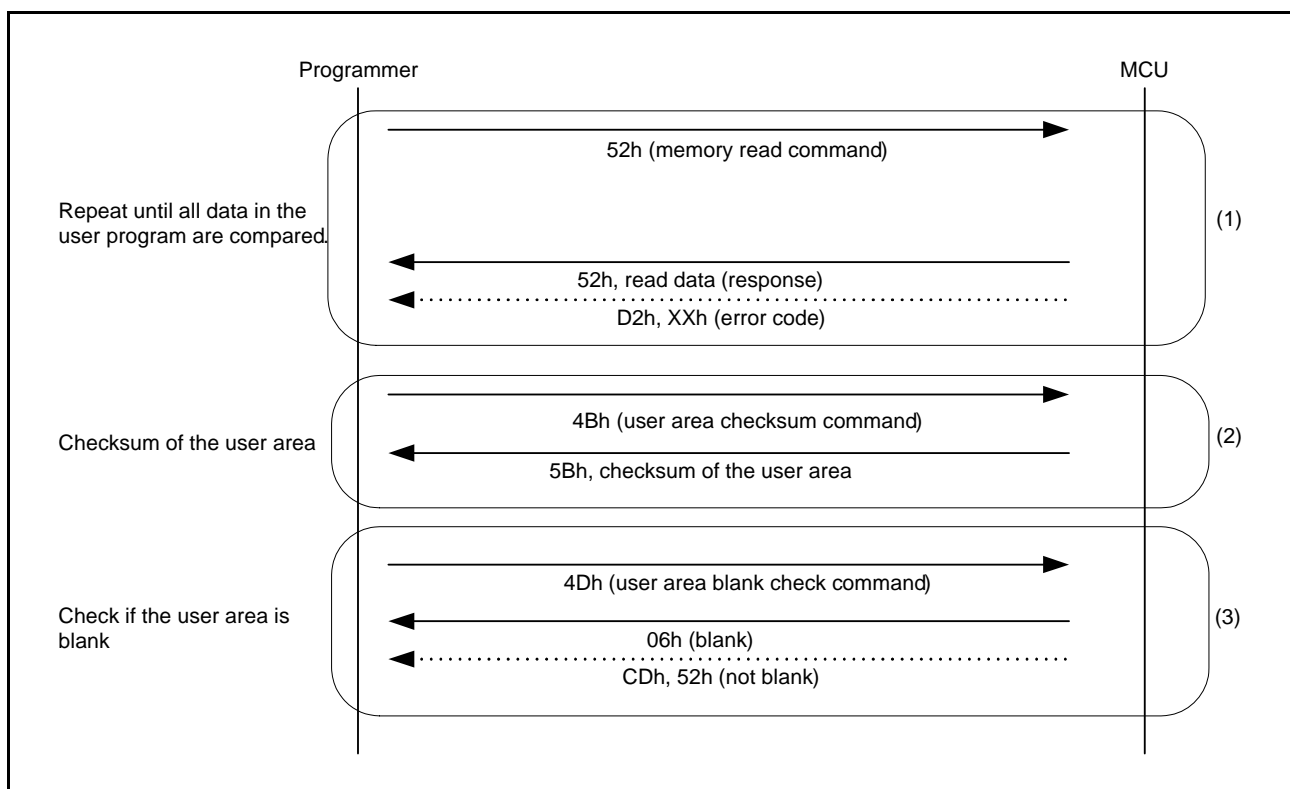 Programmer
MCU
52h (memory read command)
Repeat until all data in the
user program are compared.
(1)
52h, read data (response)
D2h, XXh (error code)
4Bh (user area checksum command)
Checksum of the user area
(2)
5Bh, checksum of the user area
4Dh (user area blank check command)
Check if the user area is
blank
(3)
06h (blank)
CDh, 52h (not blank)